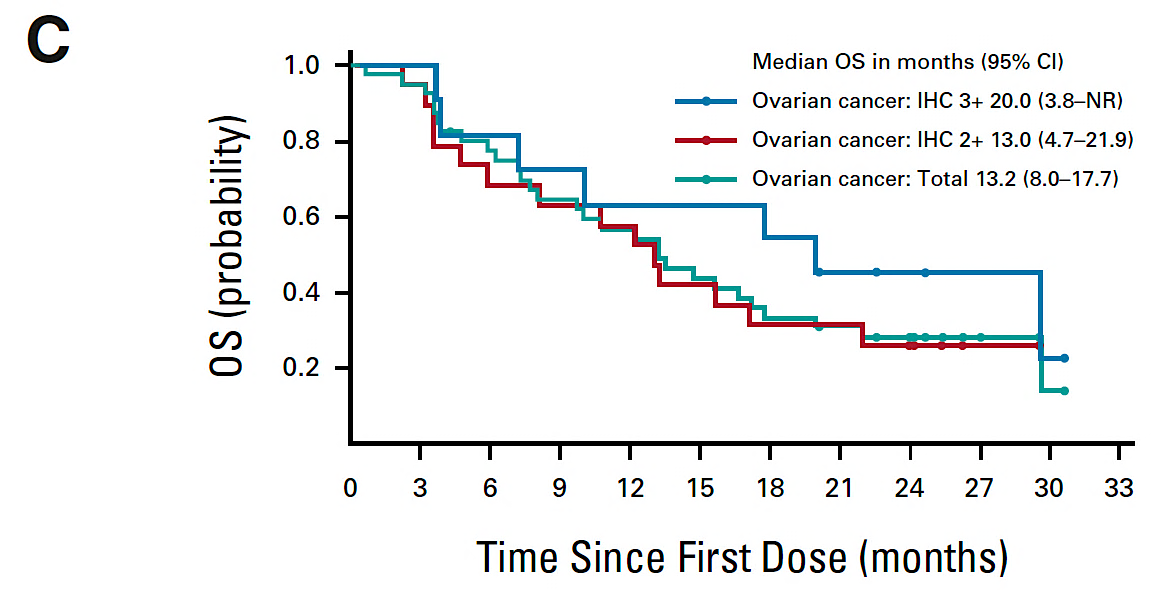 C
Median OS in months (95% CI)
Ovarian cancer: IHC 3+ 20.0 (3.8–NR)
Ovarian cancer: IHC 2+ 13.0 (4.7–21.9)
Ovarian cancer: Total 13.2 (8.0–17.7)
OS (probability)
1.0
0.8
0.6
0.4
0.2
0 3 6 9 12 15 18 21 24 27 30 33
Time Since First Dose (months)